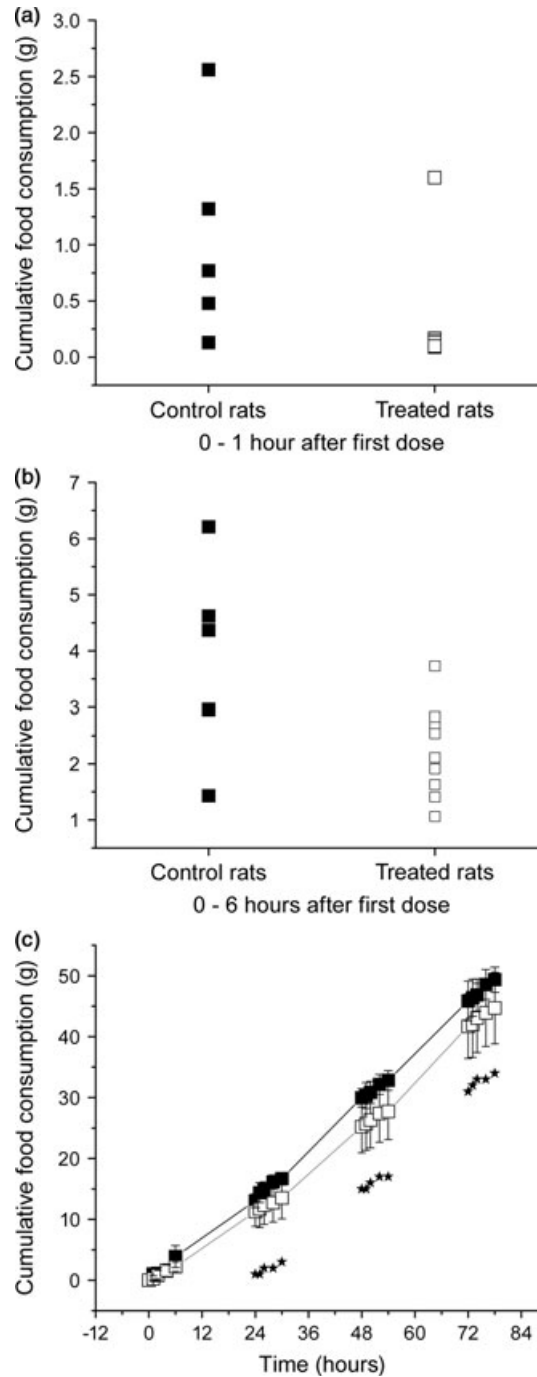 (a)
3.0
2.5
2.0
1.5
1.0
0.5
0.0
Cumulative food consumption (g)
Control rats Treated rats
0 - 1 hour after first dose
(b)
7
6
5
4
3
2
1
Cumulative food consumption (g)
Control rats Treated rats
0 - 6 hours after first dose
(c)
50
40
30
20
10
0
Cumulative food consumption (g)
-12 0 12 24 36 48 60 72 84
Time (hours)